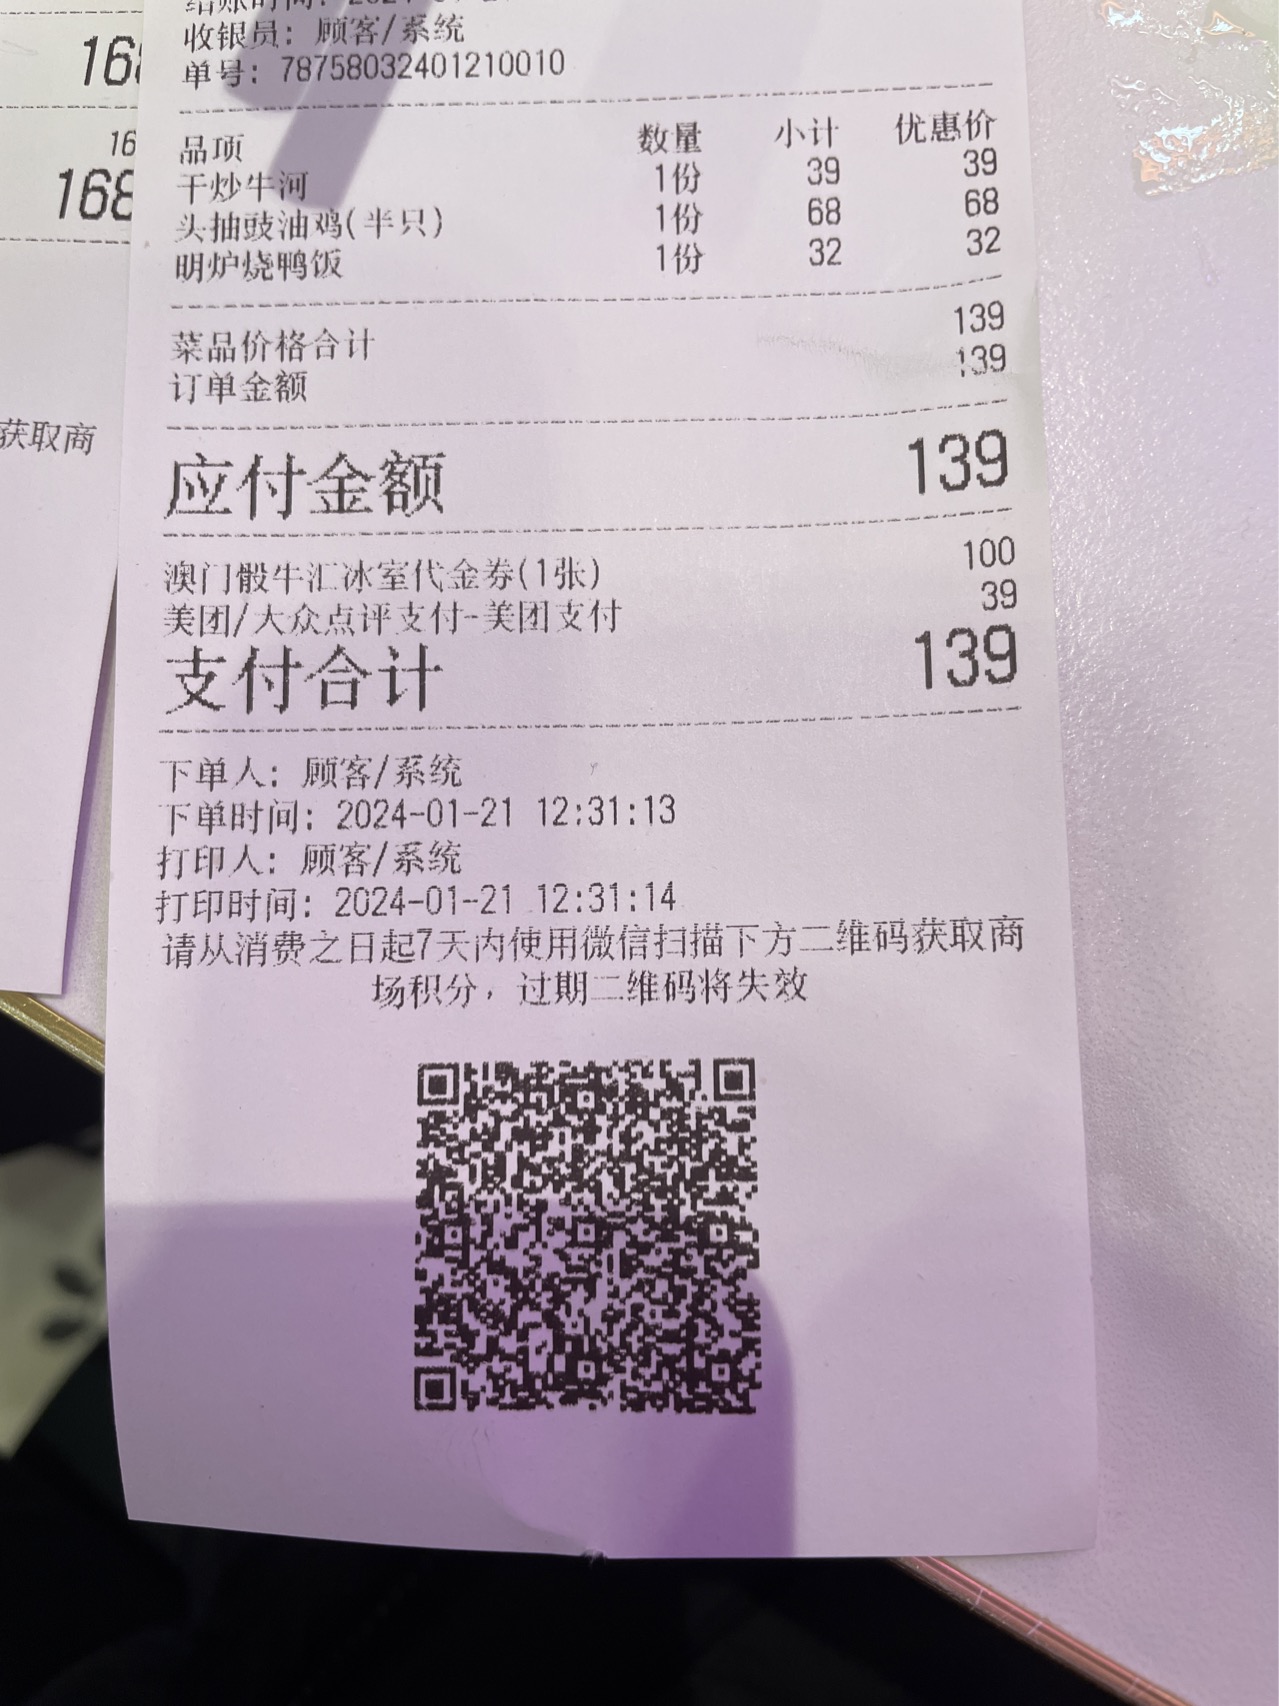 收银员：顾客/系统
单号：78758032401210010
品项 数量 小计 优惠价
干炒牛河 1份 39 39
头抽豉油鸡(半只) 1份 68 68
明炉烧鸭饭 1份 32 32
菜品价格合计 139
订单金额 139
应付金额 139
澳门骰牛汇冰室代金券(1张) 100
美团/大众点评支付-美团支付 39
支付合计 139
下单人：顾客/系统
下单时间：2024-01-21 12:31:13
打印人：顾客/系统
打印时间：2024-01-21 12:31:14
请从消费之日起7天内使用微信扫描下方二维码获取商
场积分，过期二维码将失效
168
16
168
获取商